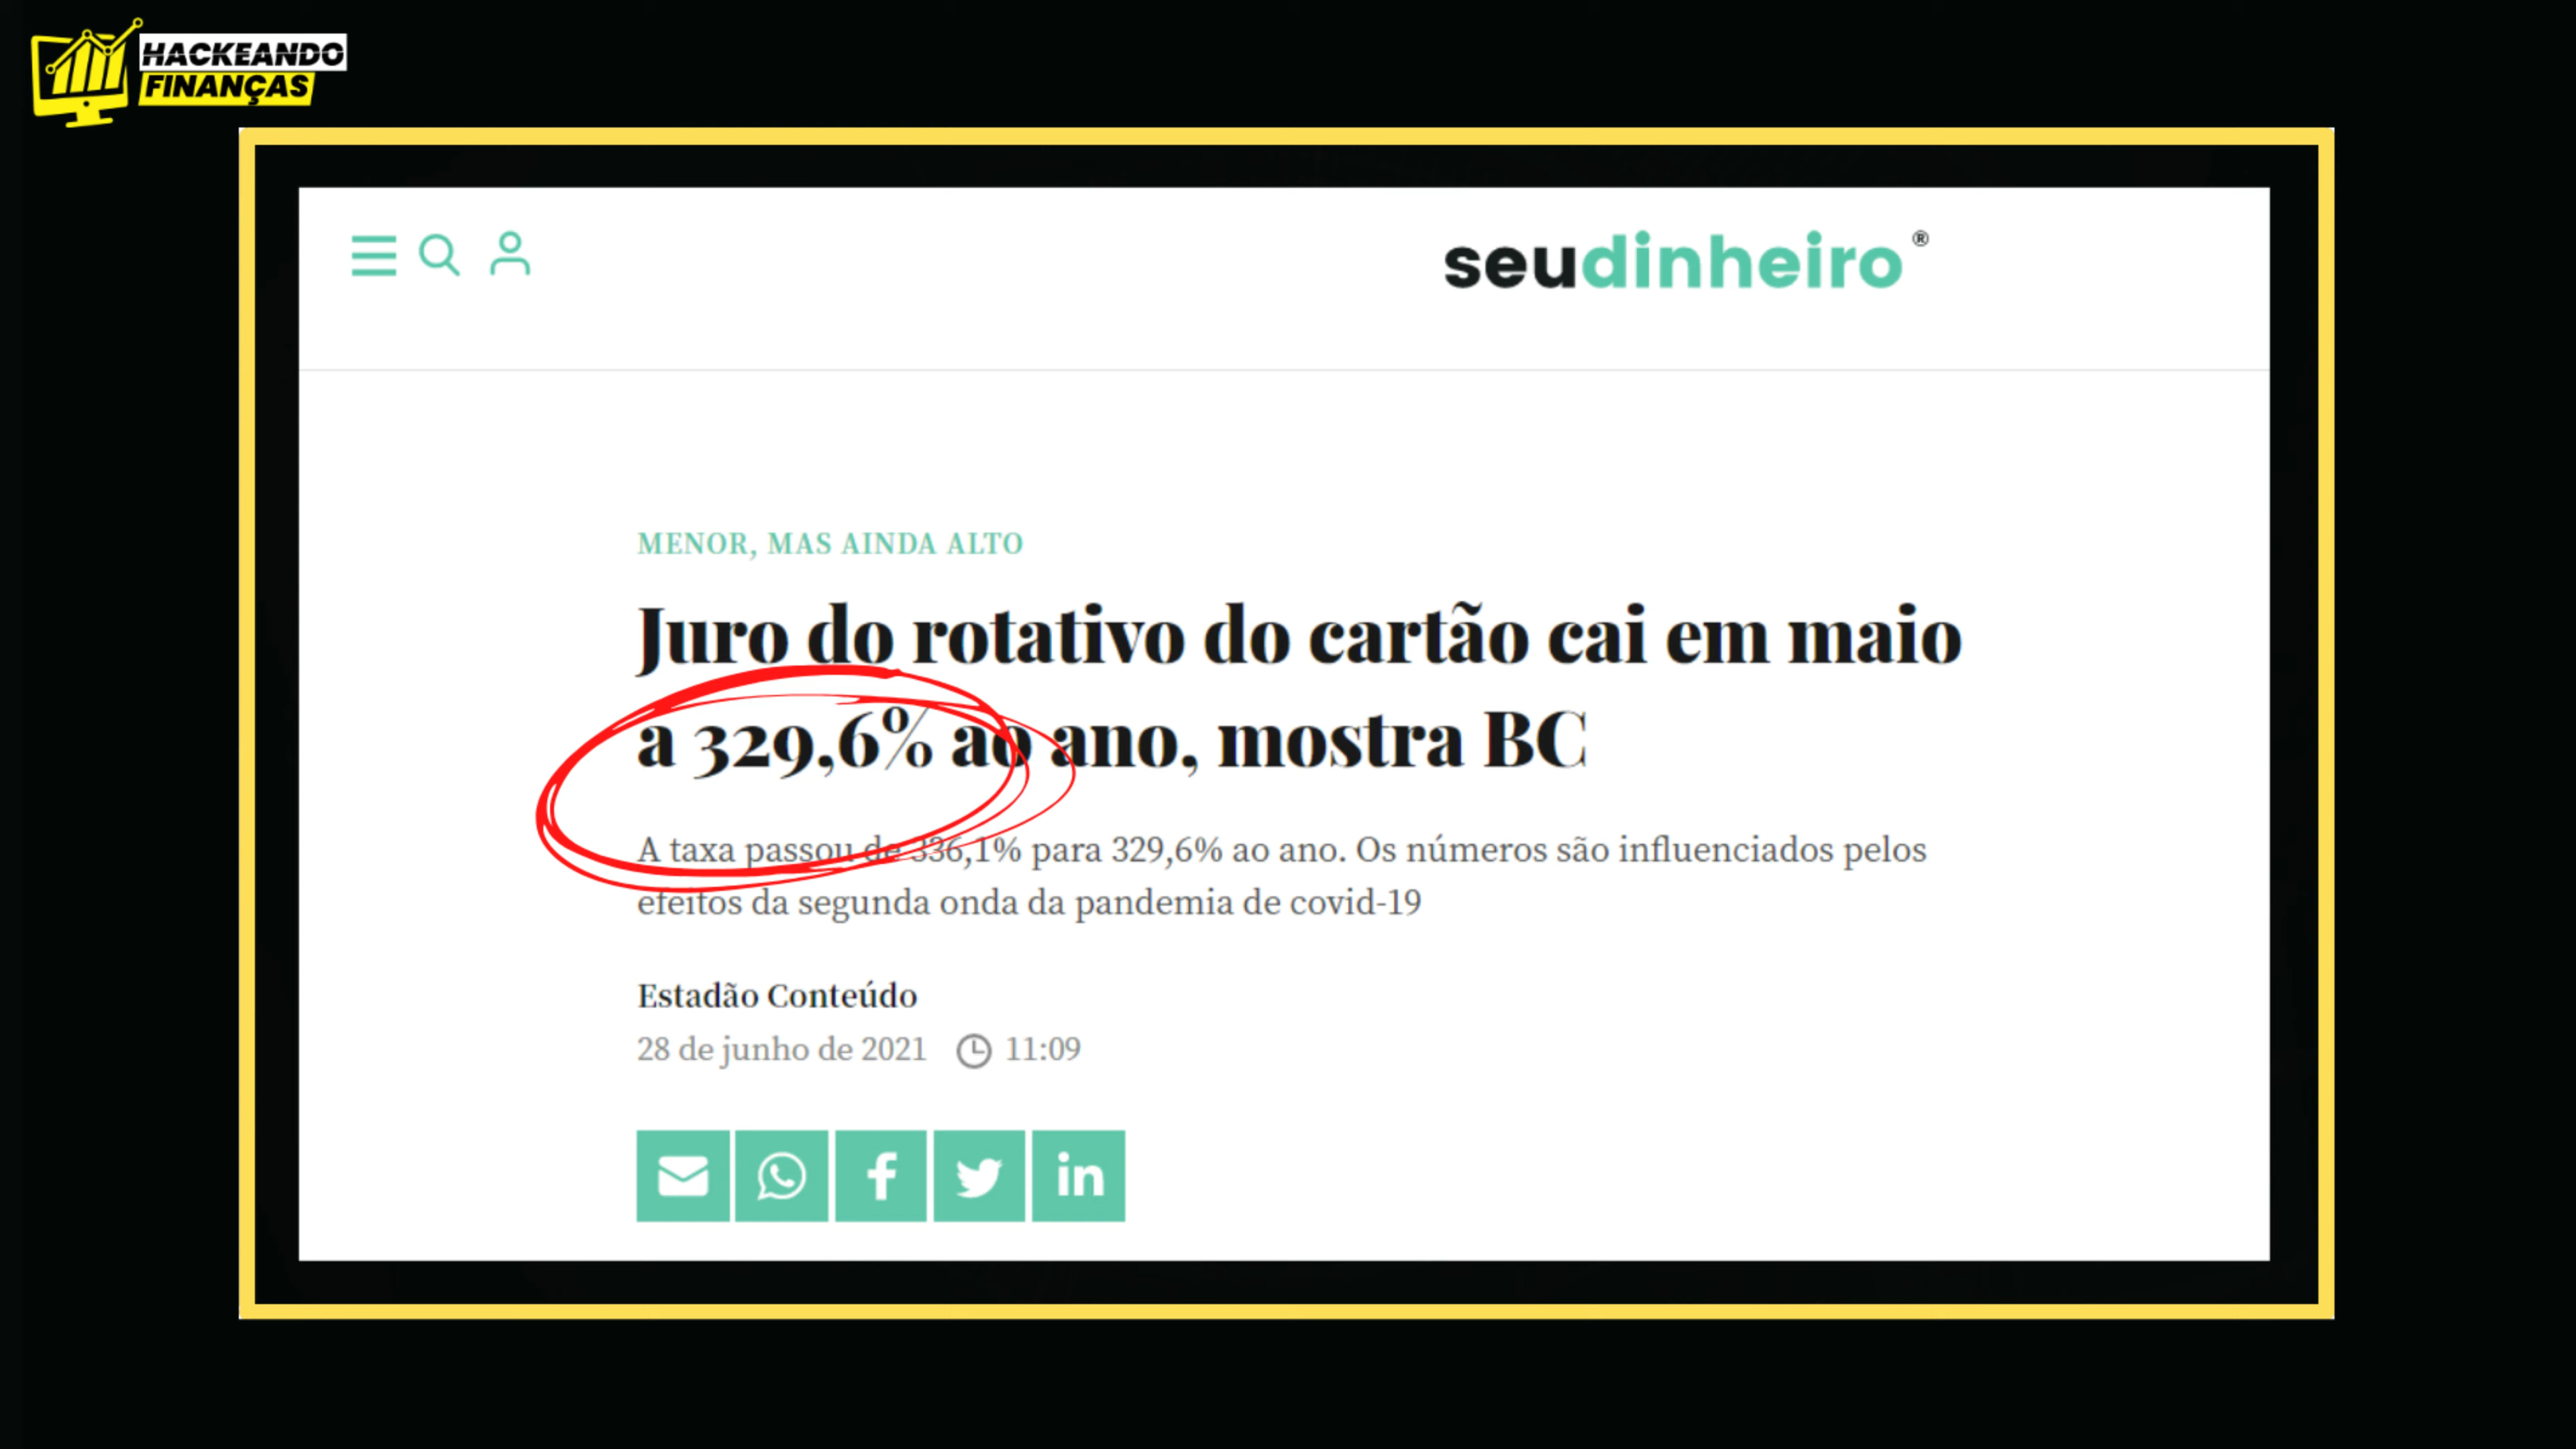 HACKEANDO
FINANÇAS
seudinheiro®
MENOR, MAS AINDA ALTO
Juro do rotativo do cartão cai em maio
a 329,6% ao ano, mostra BC
A taxa passou de 336,1% para 329,6% ao ano. Os números são influenciados pelos
efeitos da segunda onda da pandemia de covid-19
Estadão Conteúdo
28 de junho de 2021 11:09